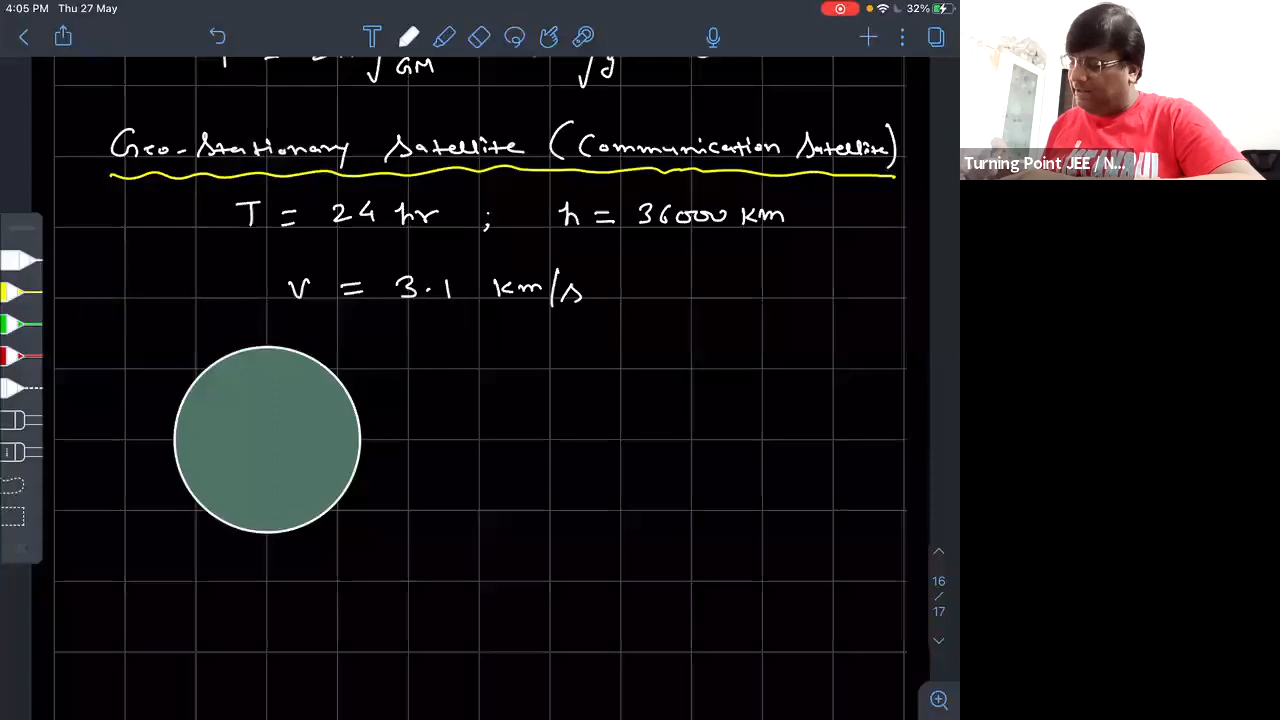 4:05 PM Thu 27 May
32%
GM
g
Geo-Stationary Satellite (Communication Satellite)
T = 24 hr ; h = 36000 km
v = 3.1 km/s
Turning Point JEE / N...
16
/
17